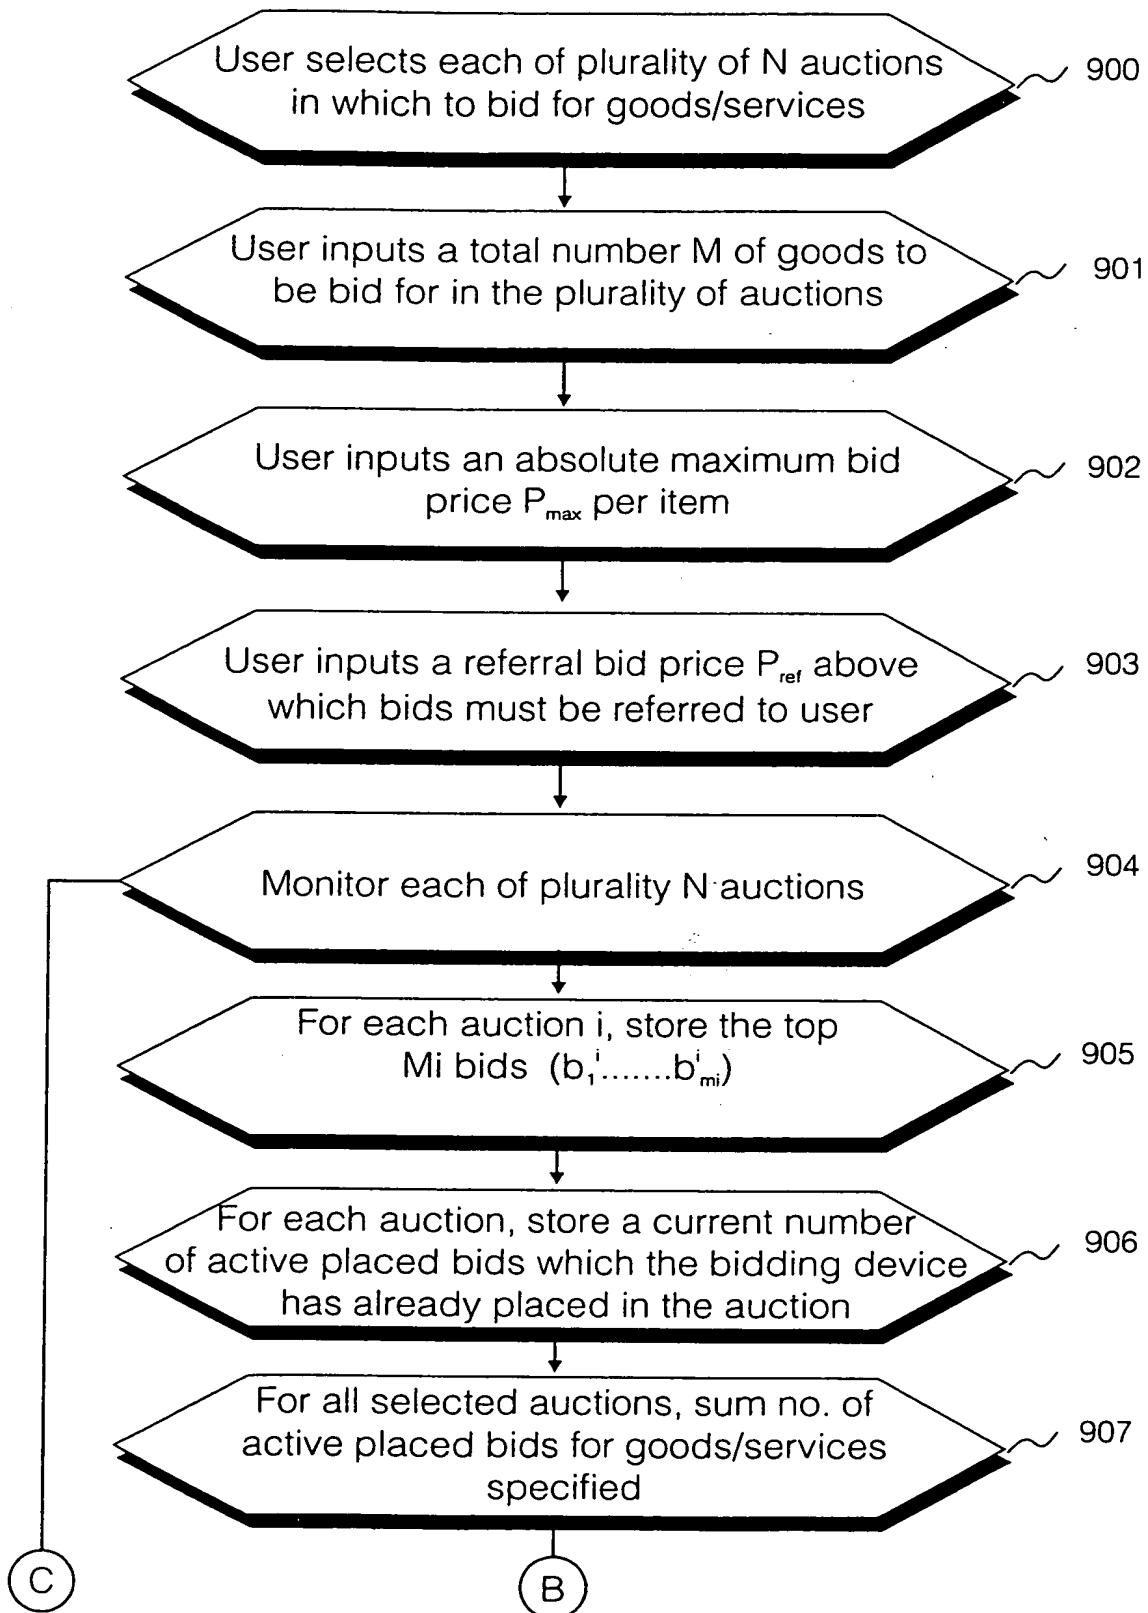 User selects each of plurality of N auctions
in which to bid for goods/services
900
User inputs a total number M of goods to
be bid for in the plurality of auctions
901
User inputs an absolute maximum bid
price Pmax per item
902
User inputs a referral bid price Pref above
which bids must be referred to user
903
Monitor each of plurality N auctions
904
For each auction i, store the top
Mi bids (b₁ⁱ.......bⁱmi)
905
For each auction, store a current number
of active placed bids which the bidding device
has already placed in the auction
906
For all selected auctions, sum no. of
active placed bids for goods/services
specified
907
C
B